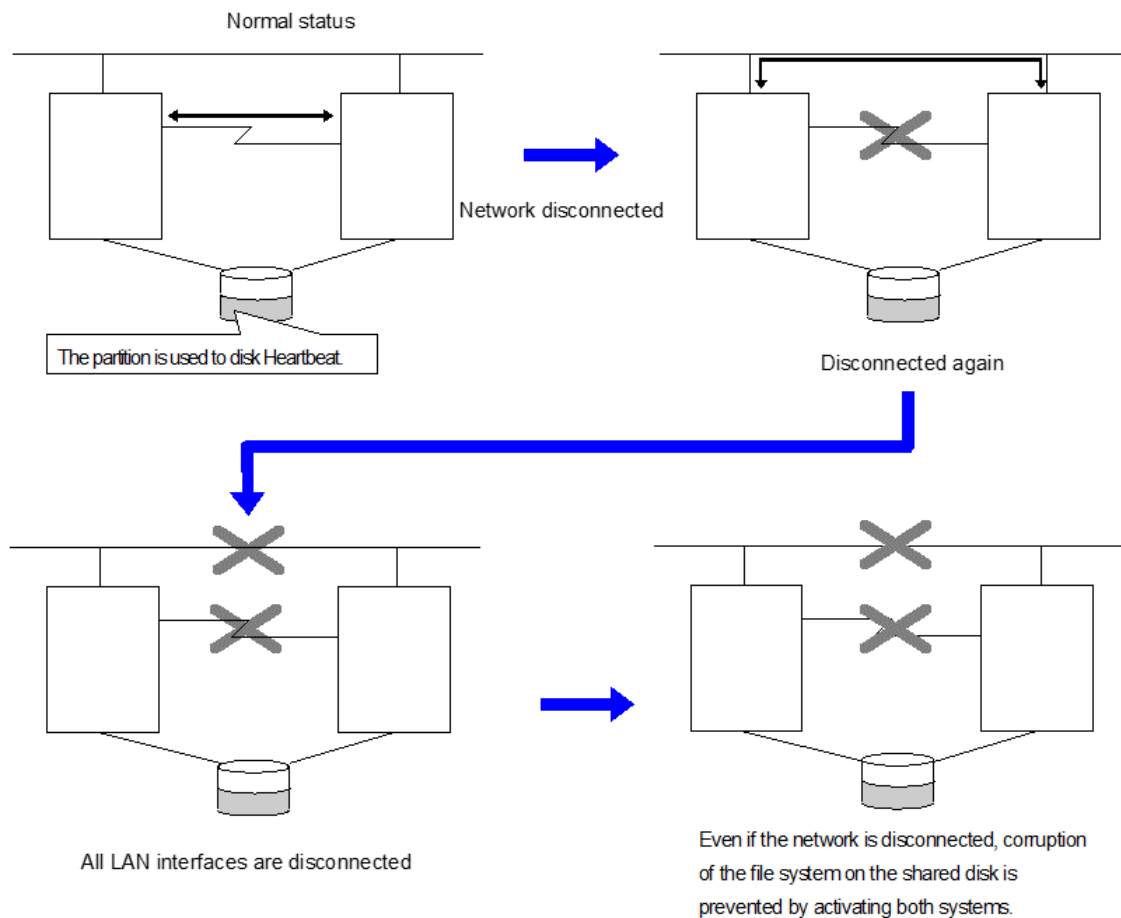 Normal status
Network disconnected
The partition is used to disk Heartbeat.
Disconnected again
All LAN interfaces are disconnected
Even if the network is disconnected, corruption
of the file system on the shared disk is
prevented by activating both systems.